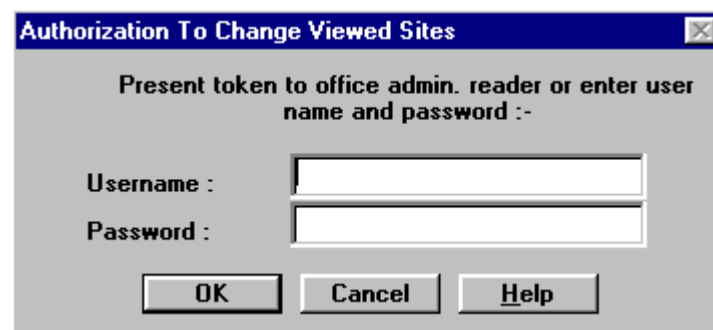 Authorization To Change Viewed Sites
Present token to office admin. reader or enter user
name and password :-
Username :
Password :
OK Cancel Help